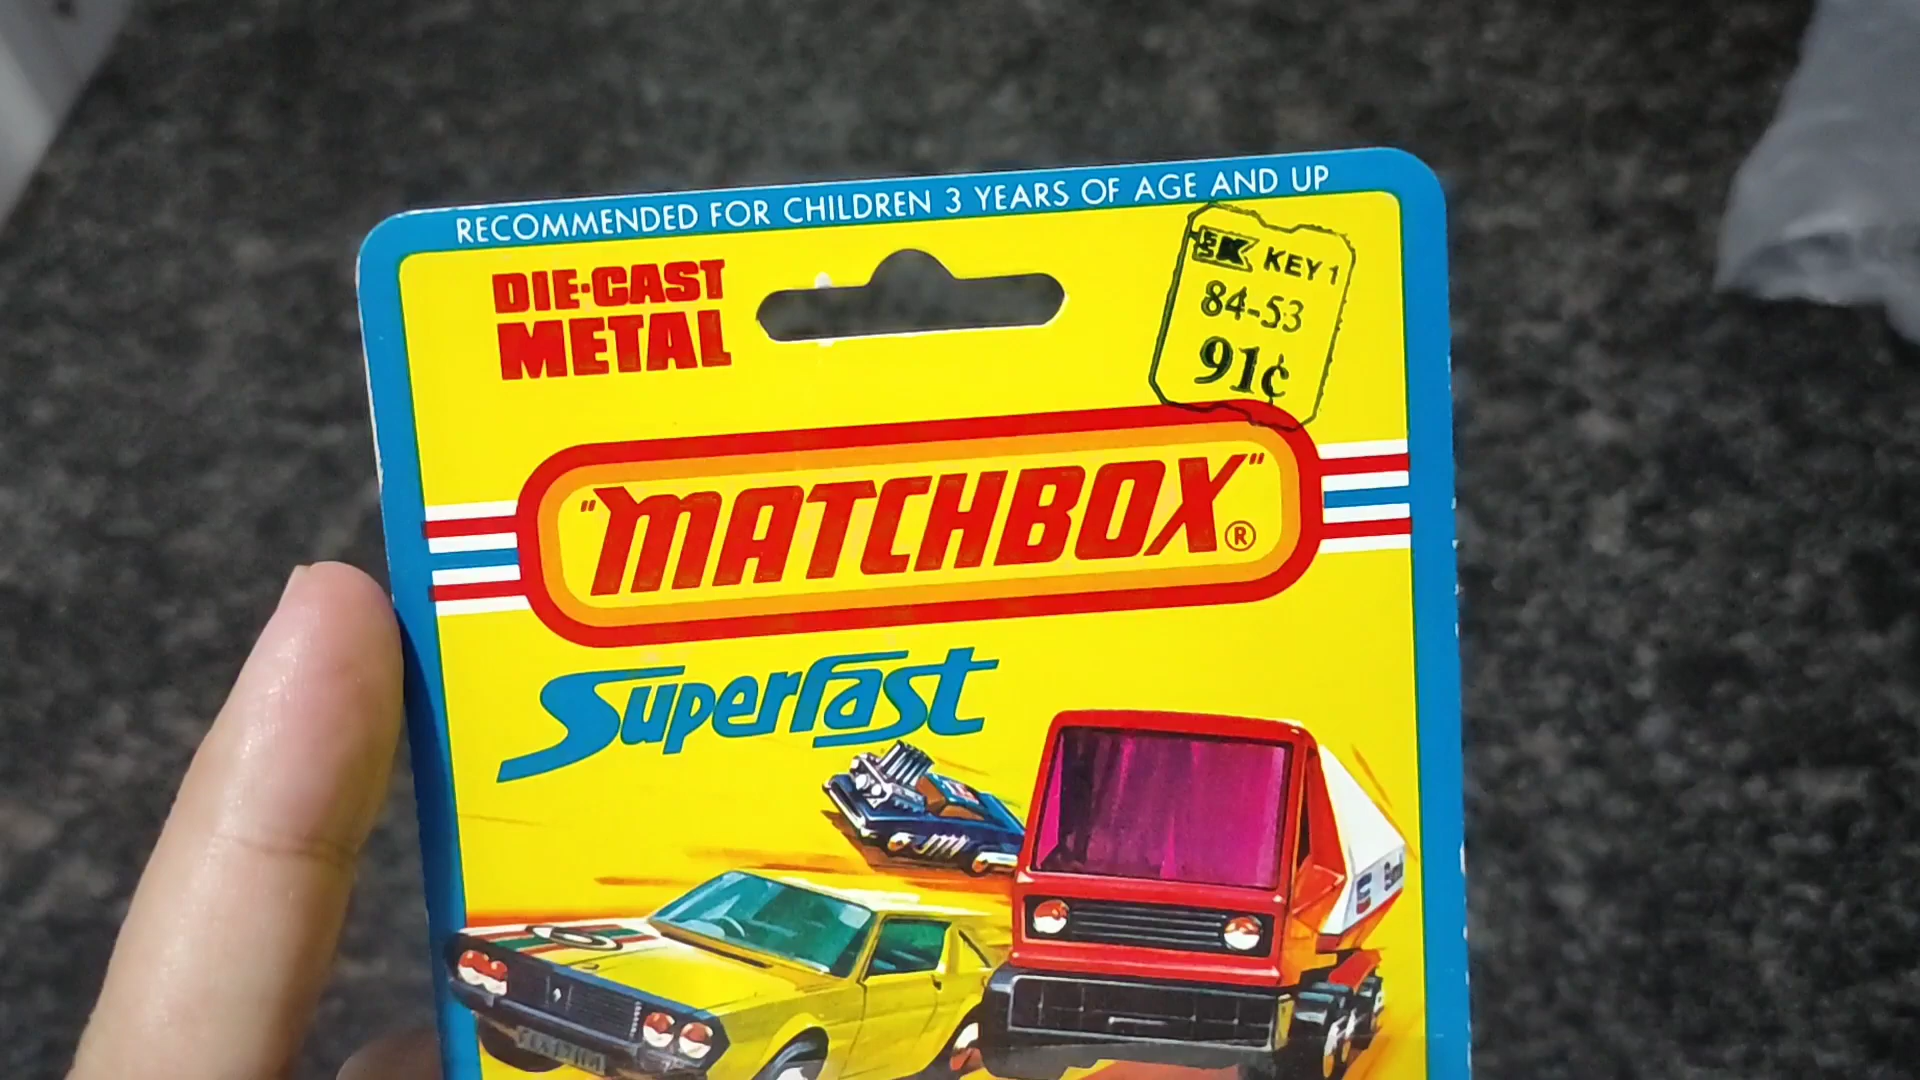 RECOMMENDED FOR CHILDREN 3 YEARS OF AGE AND UP
DIE-CAST
METAL
K KEY 1
84-53
91¢
"MATCHBOX"®
Superfast